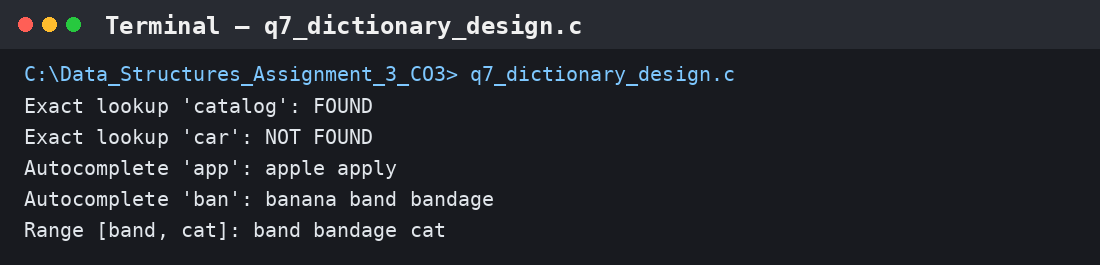 Terminal — q7_dictionary_design.c
C:\Data_Structures_Assignment_3_CO3> q7_dictionary_design.c
Exact lookup 'catalog': FOUND
Exact lookup 'car': NOT FOUND
Autocomplete 'app': apple apply
Autocomplete 'ban': banana band bandage
Range [band, cat]: band bandage cat